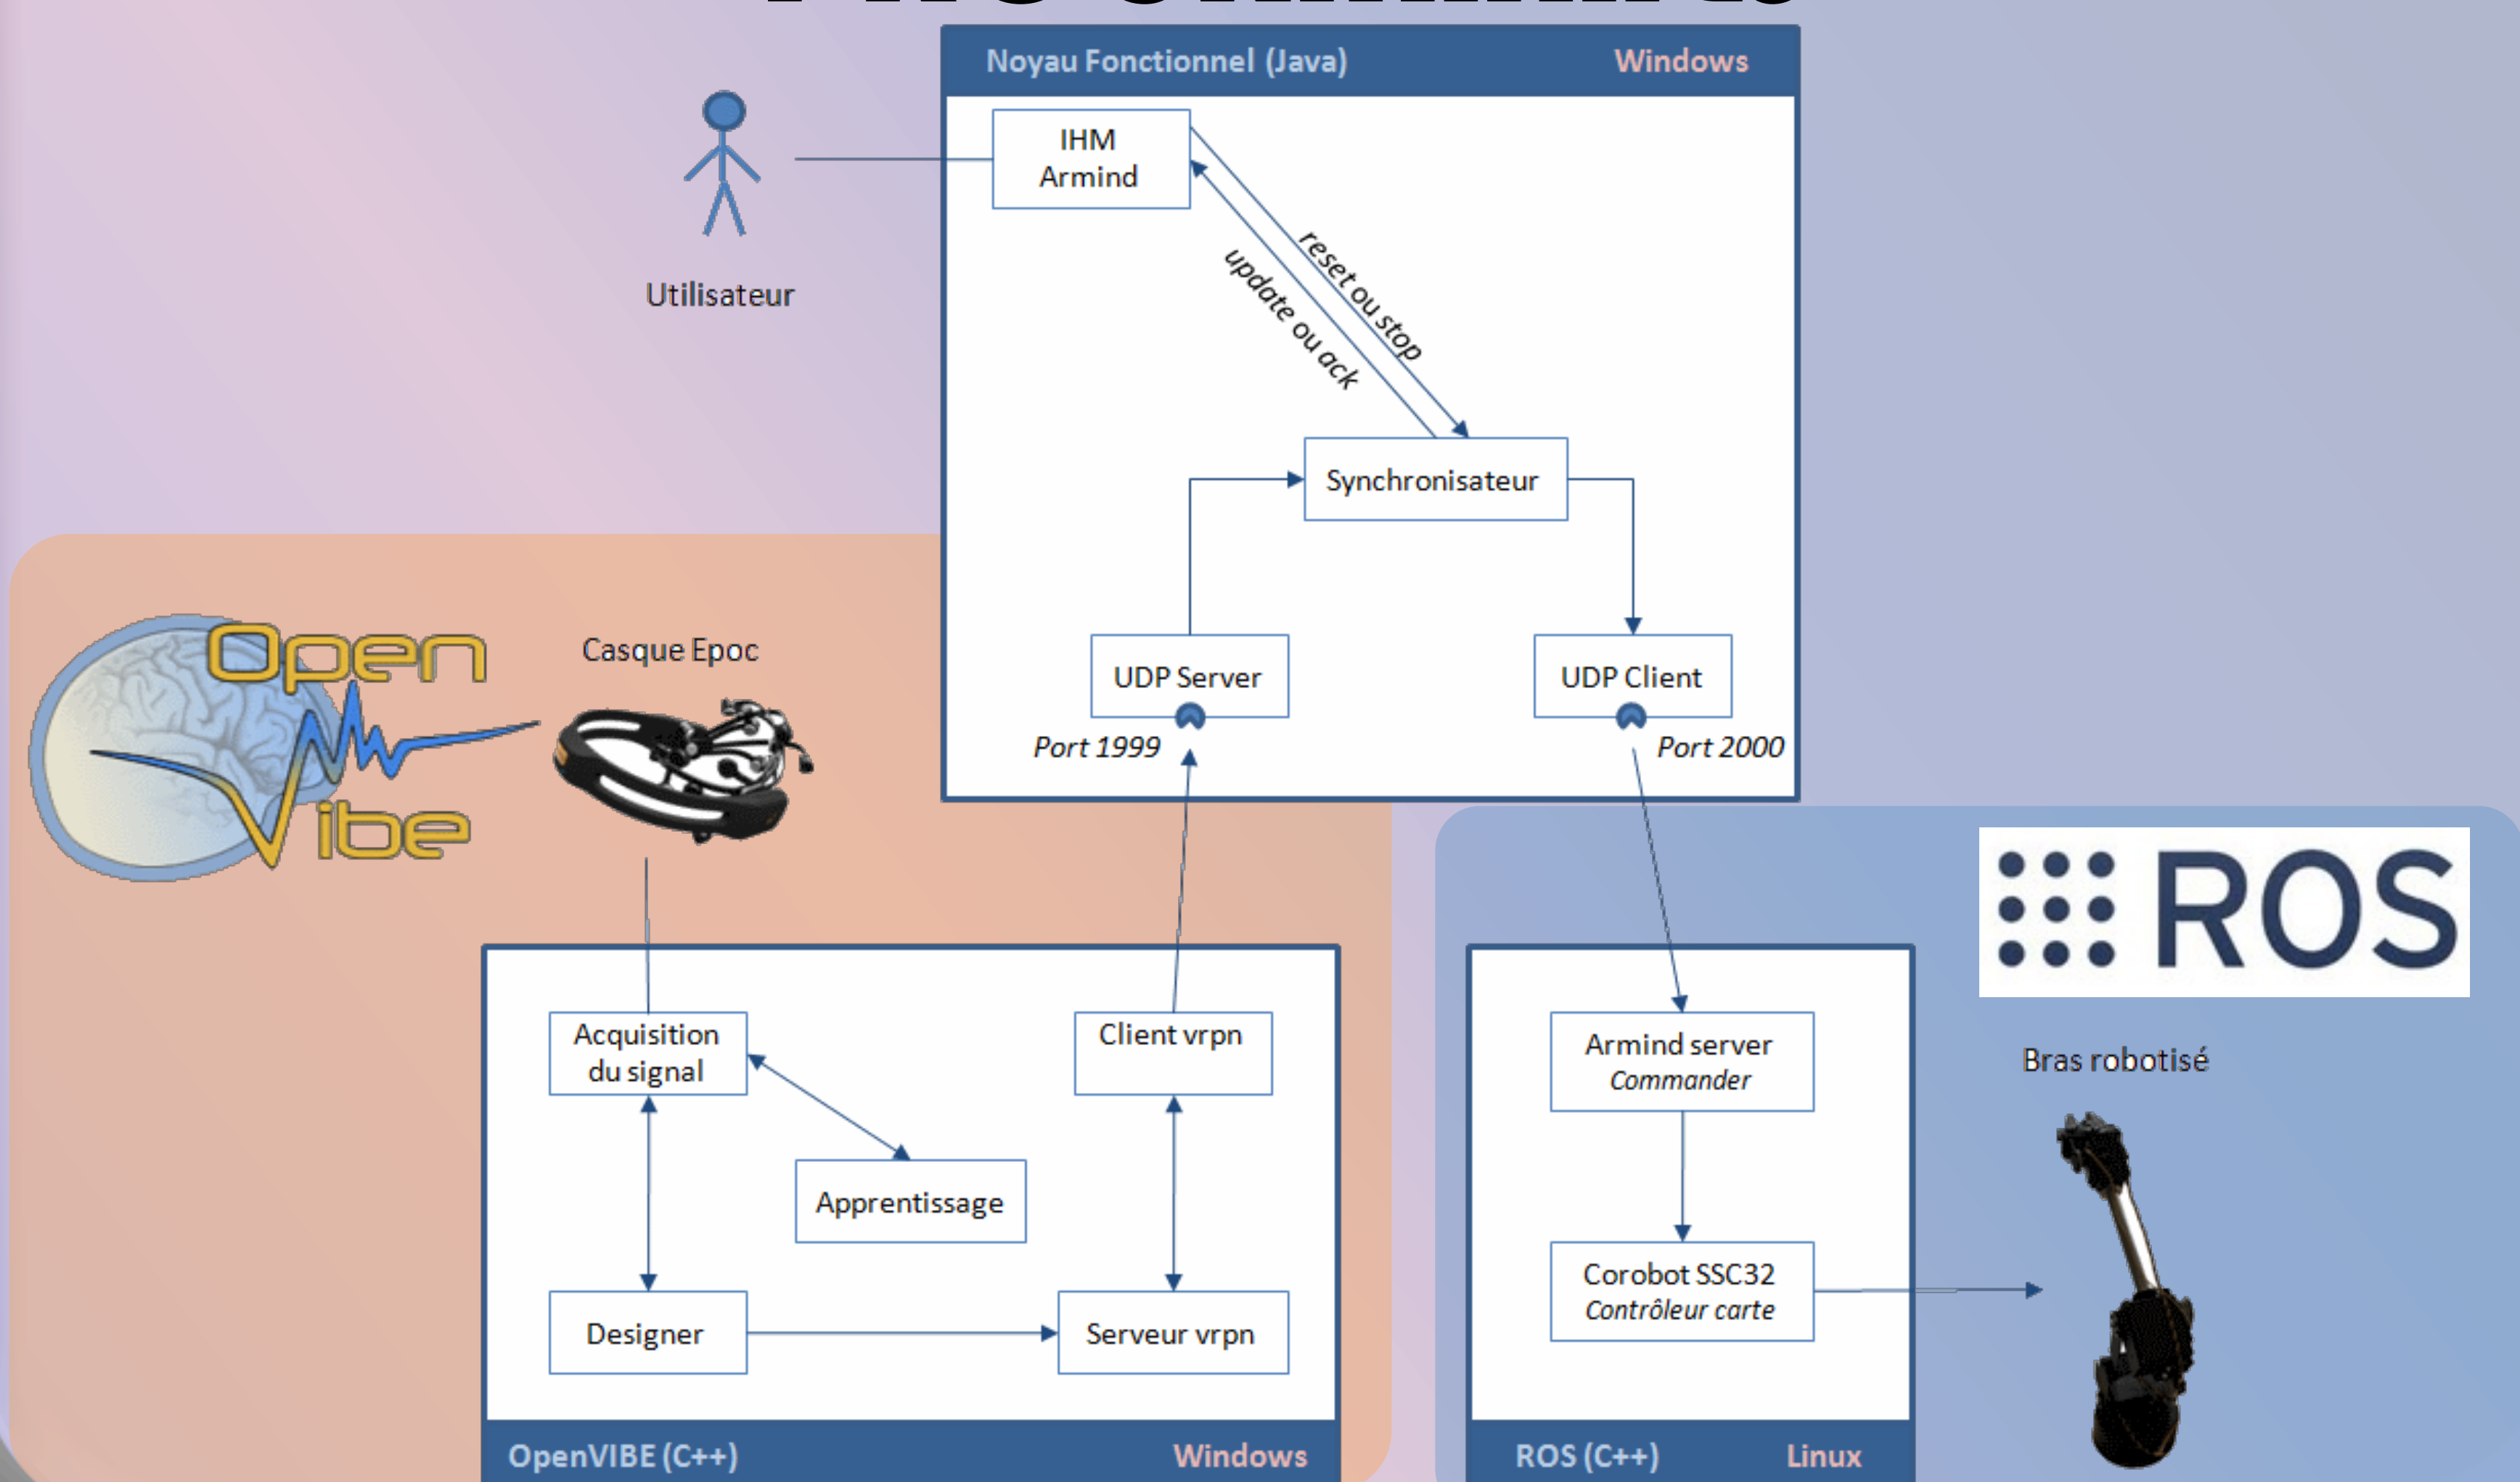 Noyau Fonctionnel (Java) Windows
IHM
Armind
Utilisateur
reset ou stop
update ou ack
Synchronisateur
UDP Server
UDP Client
Port 1999
Port 2000
Open
Vibe
Casque Epoc
ROS
Acquisition
du signal
Client vrpn
Apprentissage
Designer
Serveur vrpn
OpenVIBE (C++) Windows
Armind server
Commander
Corobot SSC32
Contrôleur carte
ROS (C++) Linux
Bras robotisé